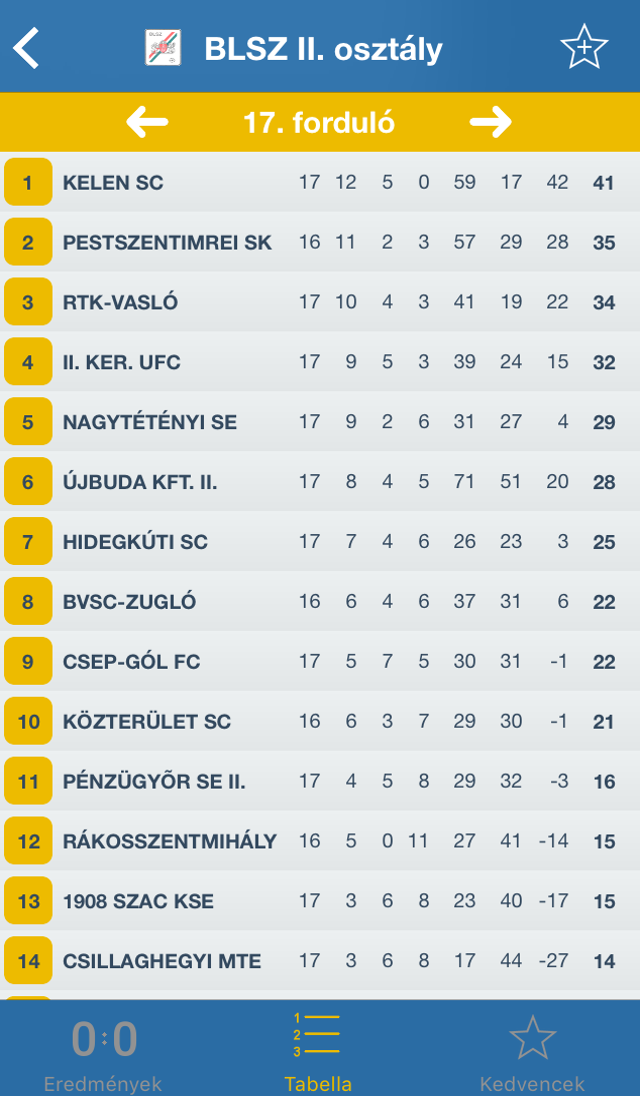 BLSZ
BLSZ II. osztály
17. forduló
1 KELEN SC 17 12 5 0 59 17 42 41
2 PESTSZENTIMREI SK 16 11 2 3 57 29 28 35
3 RTK-VASLÓ 17 10 4 3 41 19 22 34
4 II. KER. UFC 17 9 5 3 39 24 15 32
5 NAGYTÉTÉNYI SE 17 9 2 6 31 27 4 29
6 ÚJBUDA KFT. II. 17 8 4 5 71 51 20 28
7 HIDEGKÚTI SC 17 7 4 6 26 23 3 25
8 BVSC-ZUGLÓ 16 6 4 6 37 31 6 22
9 CSEP-GÓL FC 17 5 7 5 30 31 -1 22
10 KÖZTERÜLET SC 16 6 3 7 29 30 -1 21
11 PÉNZÜGYÕR SE II. 17 4 5 8 29 32 -3 16
12 RÁKOSSZENTMIHÁLY 16 5 0 11 27 41 -14 15
13 1908 SZAC KSE 17 3 6 8 23 40 -17 15
14 CSILLAGHEGYI MTE 17 3 6 8 17 44 -27 14
0:0
1
2
3
Eredmények Tabella Kedvencek